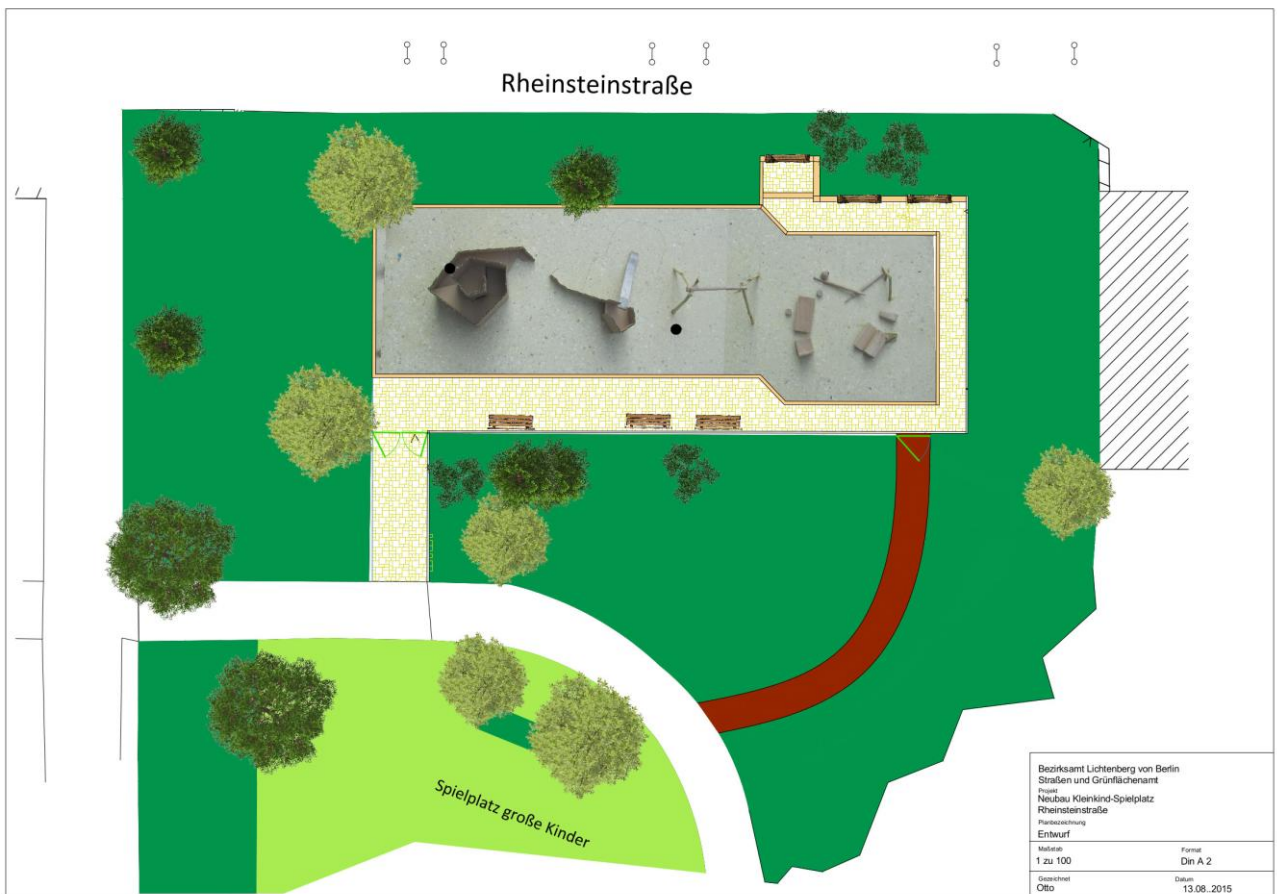 Rheinsteinstraße
Spielplatz große Kinder
Bezirksamt Lichtenberg von Berlin
Straßen und Grünflächenamt
Projekt
Neubau Kleinkind-Spielplatz
Rheinsteinstraße
Planbezeichnung
Entwurf
Maßstab Format
1 zu 100 Din A 2
Gezeichnet Datum
Otto 13.08..2015